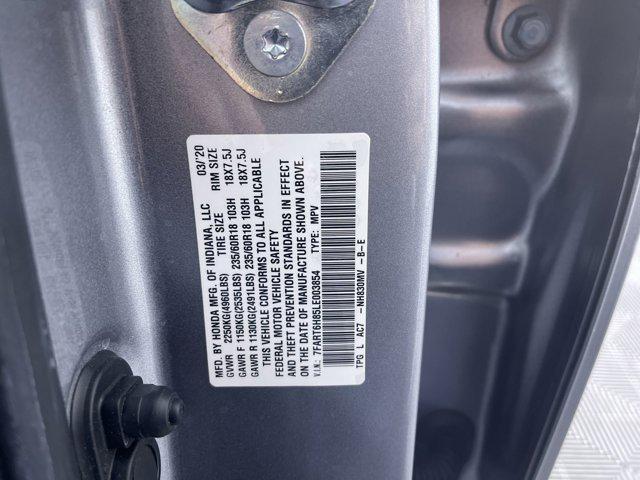 MFD. BY HONDA MFG. OF INDIANA, LLC 03/'20
GVWR 2250KG(4960LBS) TIRE SIZE RIM SIZE
GAWR F 1150KG(2535LBS) 235/60R18 103H 18X7.5J
GAWR R 1130KG(2491LBS) 235/60R18 103H 18X7.5J
THIS VEHICLE CONFORMS TO ALL APPLICABLE
FEDERAL MOTOR VEHICLE SAFETY
AND THEFT PREVENTION STANDARDS IN EFFECT
ON THE DATE OF MANUFACTURE SHOWN ABOVE.
V.I.N.: 7FART6H85LE003854 TYPE: MPV
TPG L AC7 -NH830MV -B-E